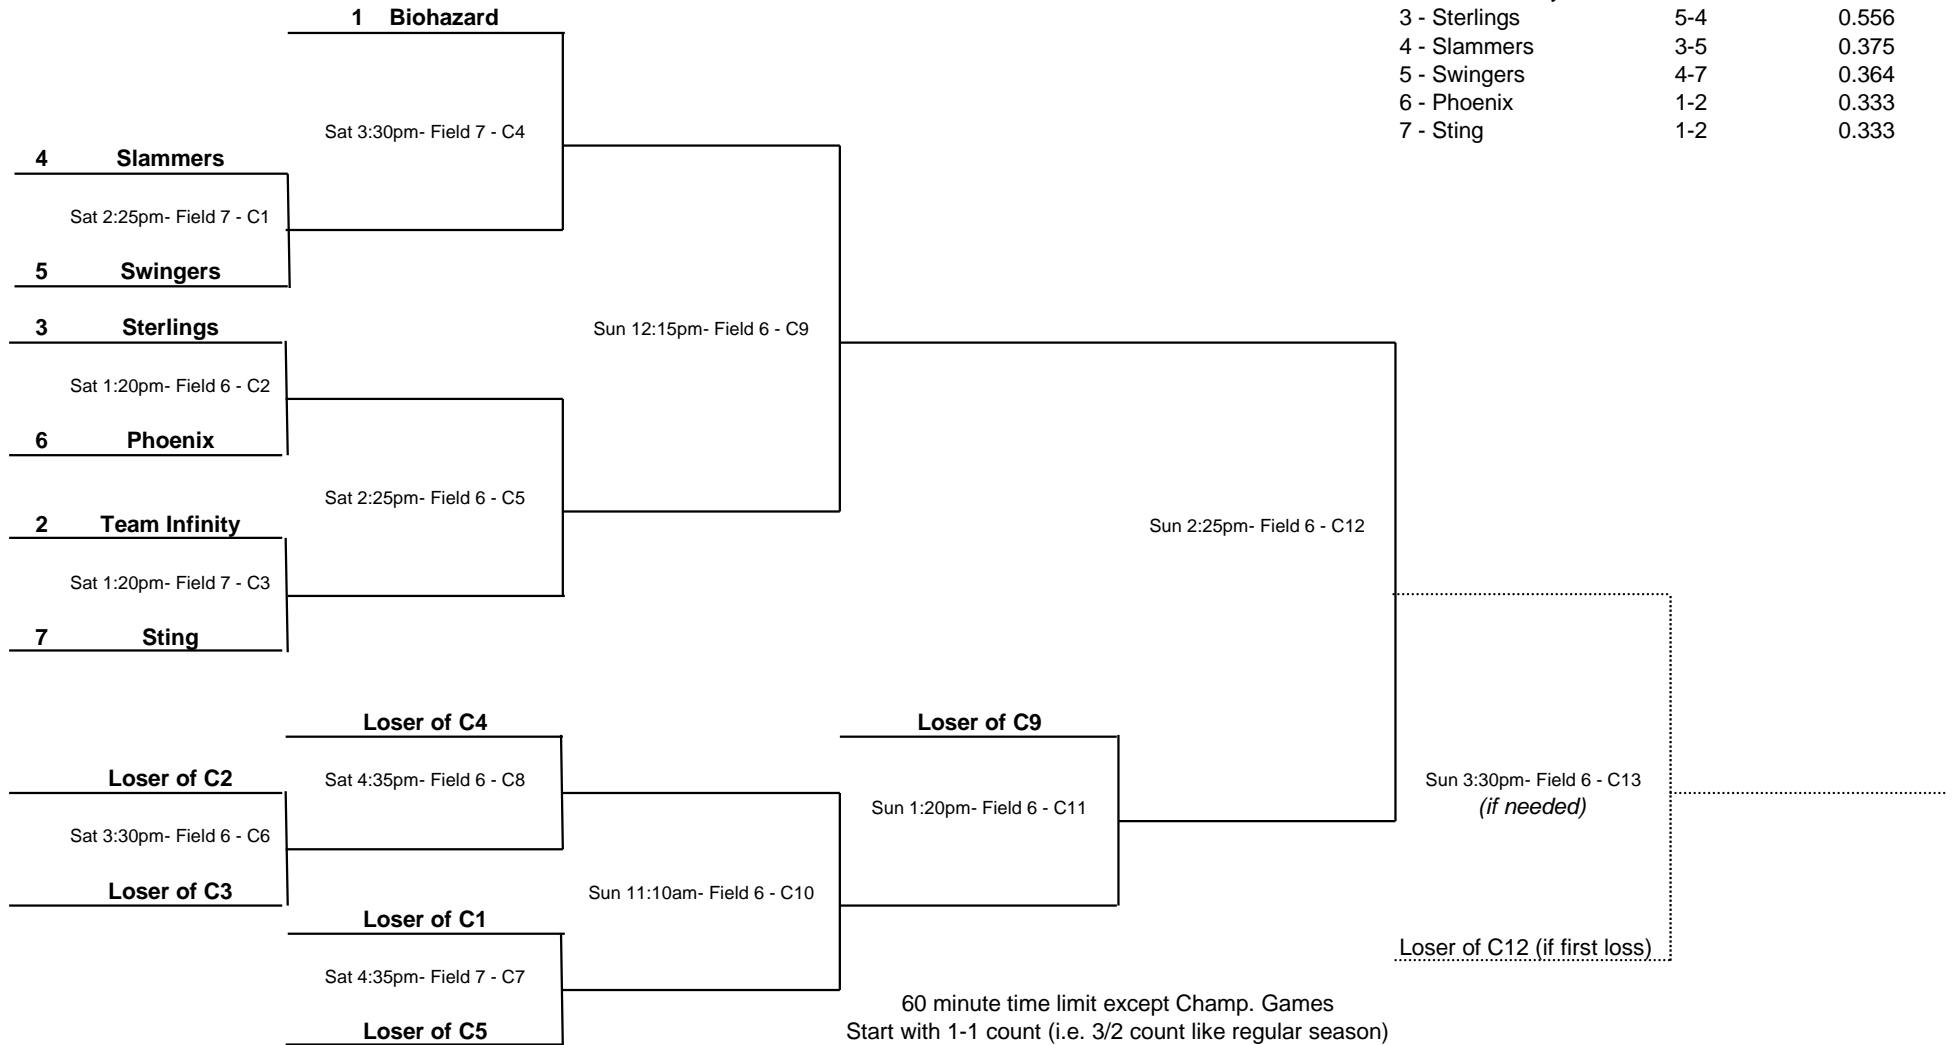 1 Biohazard
3 - Sterlings 5-4 0.556
4 - Slammers 3-5 0.375
5 - Swingers 4-7 0.364
6 - Phoenix 1-2 0.333
7 - Sting 1-2 0.333
Sat 3:30pm- Field 7 - C4
4 Slammers
Sat 2:25pm- Field 7 - C1
5 Swingers
3 Sterlings
Sun 12:15pm- Field 6 - C9
Sat 1:20pm- Field 6 - C2
6 Phoenix
Sat 2:25pm- Field 6 - C5
2 Team Infinity
Sun 2:25pm- Field 6 - C12
Sat 1:20pm- Field 7 - C3
7 Sting
Loser of C4
Loser of C9
Loser of C2
Sat 4:35pm- Field 6 - C8
Sun 3:30pm- Field 6 - C13
(if needed)
Sun 1:20pm- Field 6 - C11
Sat 3:30pm- Field 6 - C6
Loser of C3
Sun 11:10am- Field 6 - C10
Loser of C1
Loser of C12 (if first loss)
Sat 4:35pm- Field 7 - C7
60 minute time limit except Champ. Games
Loser of C5
Start with 1-1 count (i.e. 3/2 count like regular season)